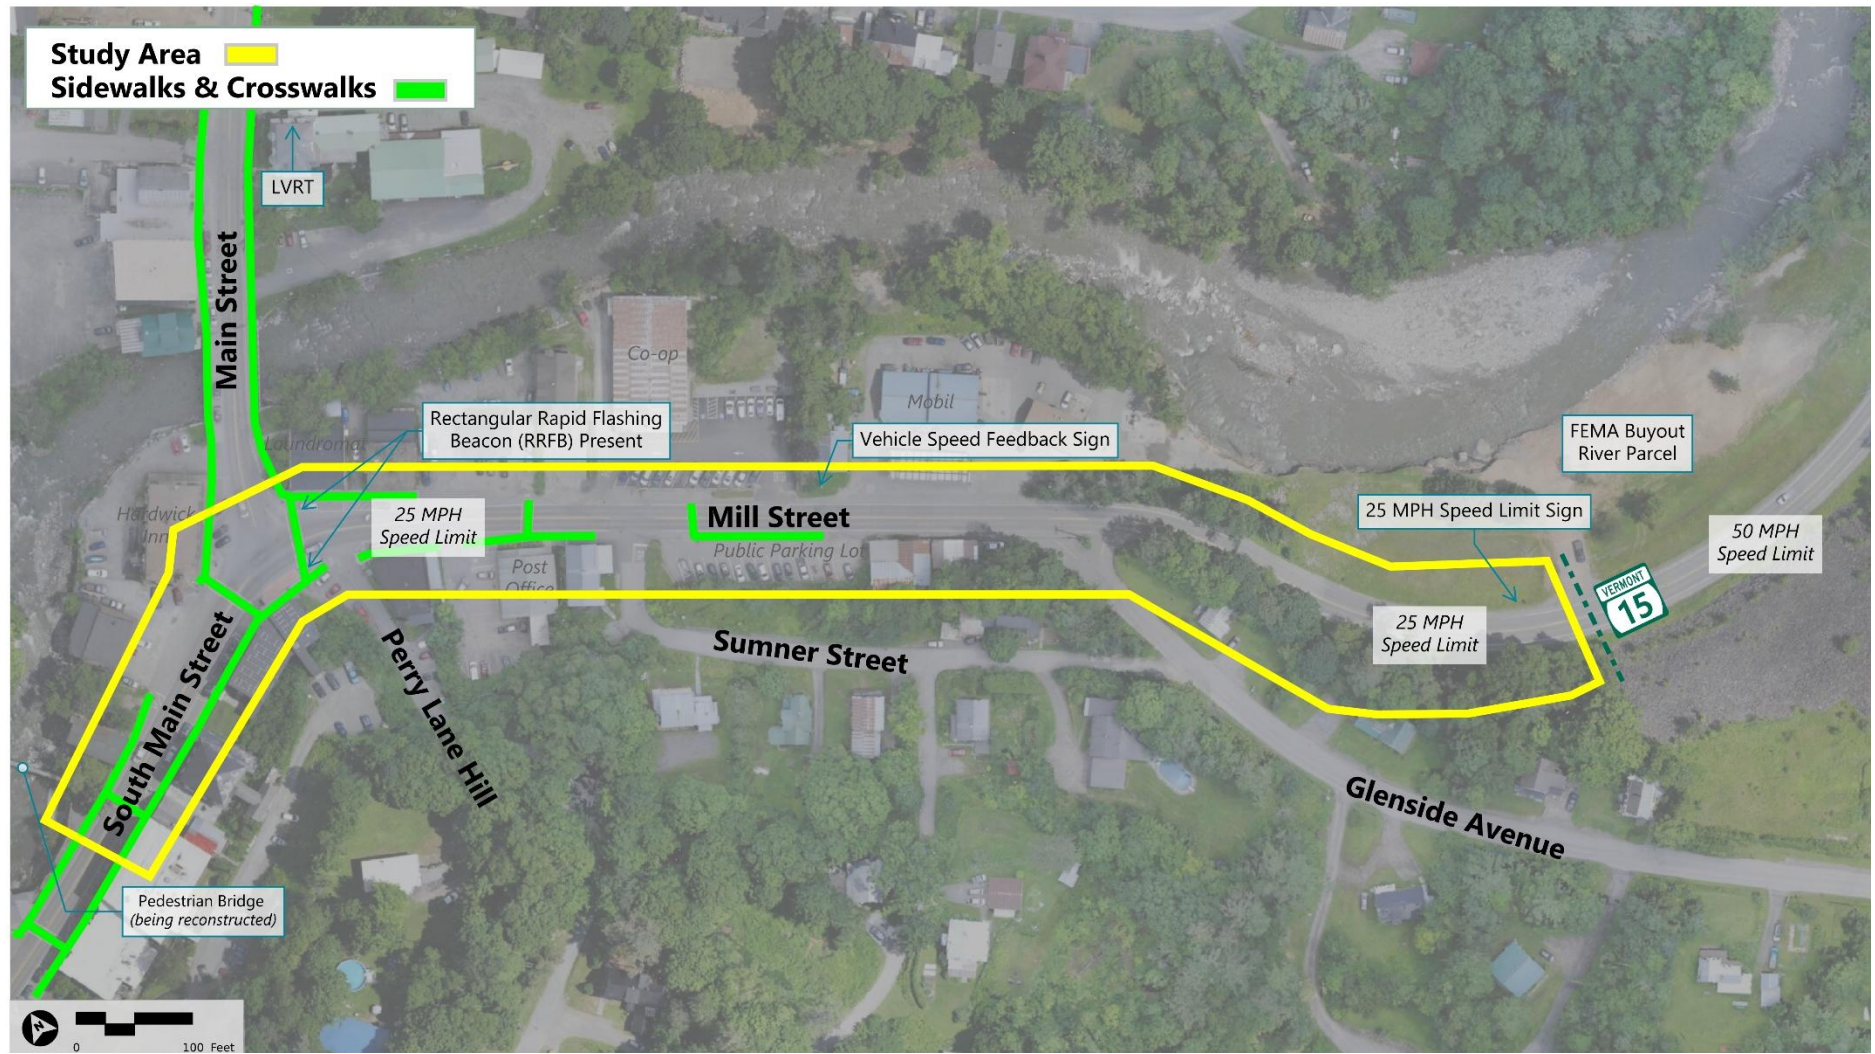 Study Area
Sidewalks & Crosswalks
LVRT
Main Street
Co-op
Mobil
Rectangular Rapid Flashing
Beacon (RRFB) Present
Vehicle Speed Feedback Sign
FEMA Buyout
River Parcel
Laundromat
Hardwick
Inn
25 MPH
Speed Limit
Mill Street
Public Parking Lot
Post
Office
25 MPH Speed Limit Sign
50 MPH
Speed Limit
VERMONT
15
25 MPH
Speed Limit
South Main Street
Perry Lane Hill
Sumner Street
Glenside Avenue
Pedestrian Bridge
(being reconstructed)
N
0 100 Feet